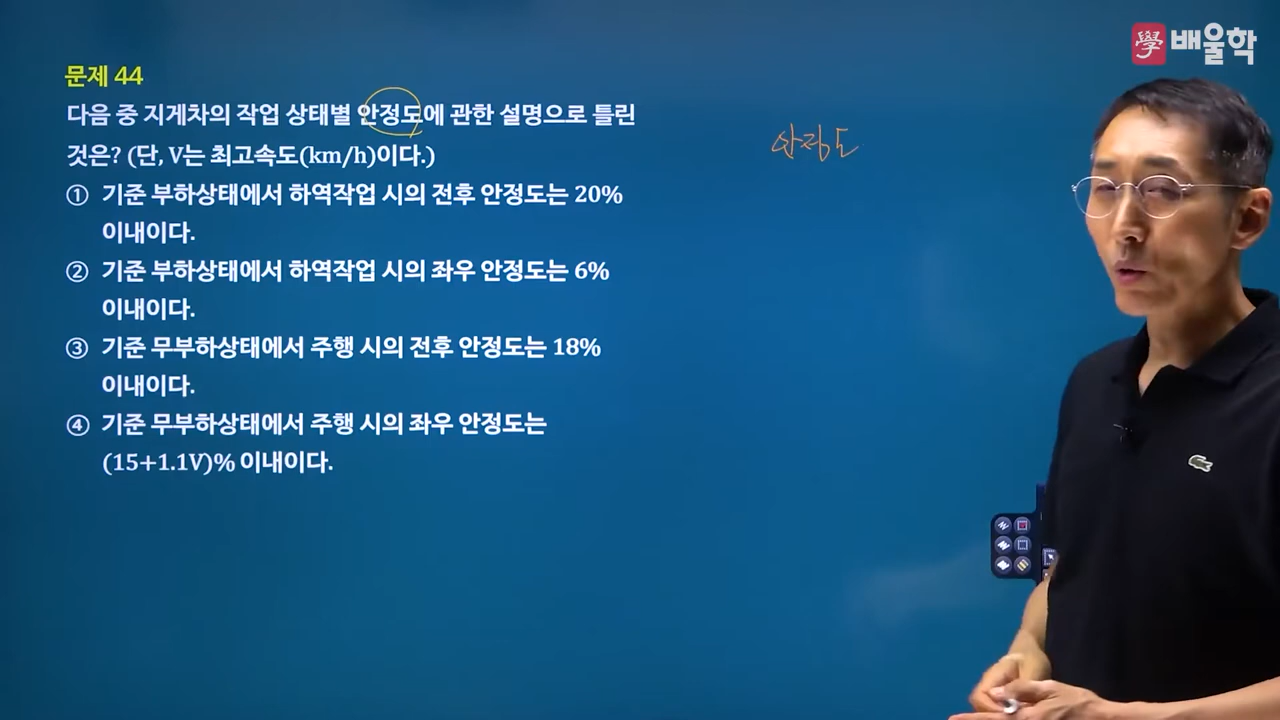 學 배울학
문제 44
다음 중 지게차의 작업 상태별 안정도에 관한 설명으로 틀린
것은? (단, V는 최고속도(km/h)이다.)
안정도
① 기준 부하상태에서 하역작업 시의 전후 안정도는 20%
이내이다.
② 기준 부하상태에서 하역작업 시의 좌우 안정도는 6%
이내이다.
③ 기준 무부하상태에서 주행 시의 전후 안정도는 18%
이내이다.
④ 기준 무부하상태에서 주행 시의 좌우 안정도는
(15+1.1V)% 이내이다.